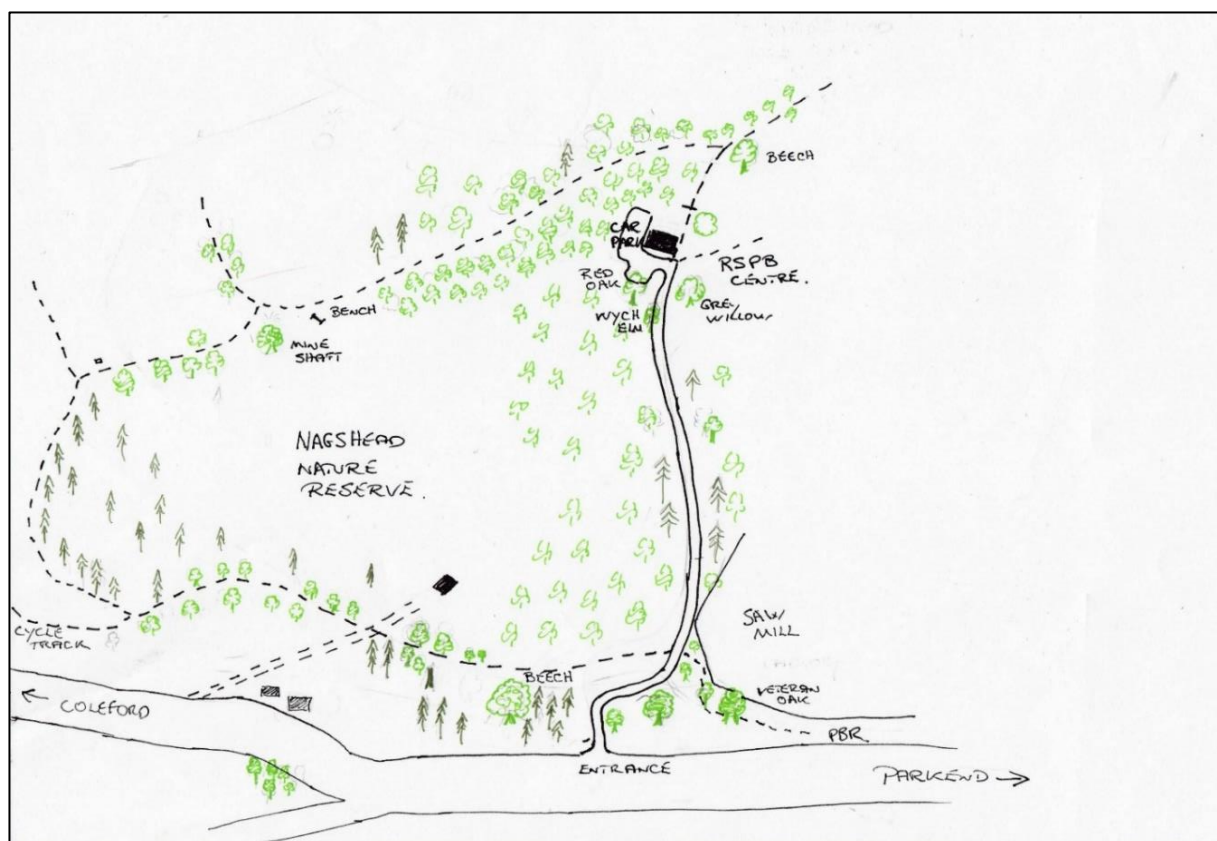 BEECH
CAR
PARK
RSPB
CENTRE.
RED
OAK
GREY
WILLOW
WYCH
ELM
BENCH
MINE
SHAFT
NAGSHEAD
NATURE
RESERVE.
SAW
MILL
CYCLE
TRACK
BEECH
VETERAN
OAK
← COLEFORD
PBR
ENTRANCE
PARKEND →